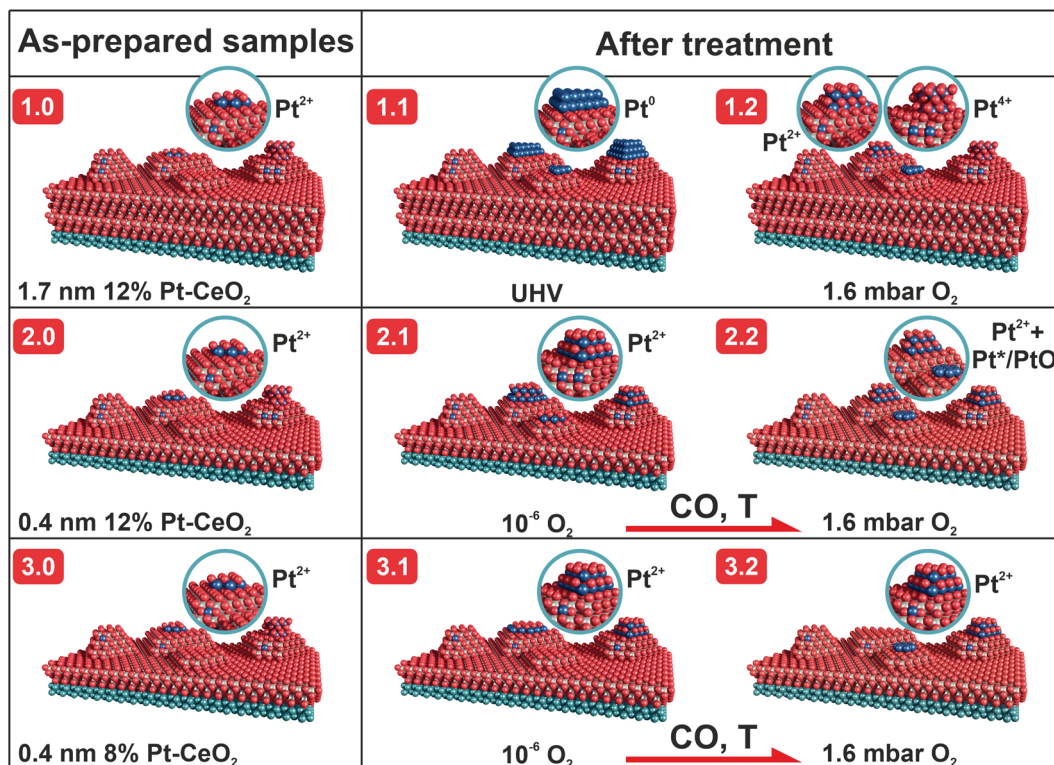 As-prepared samples
After treatment
1.0
Pt²⁺
1.7 nm 12% Pt-CeO₂
1.1
Pt⁰
UHV
1.2
Pt²⁺
Pt⁴⁺
1.6 mbar O₂
2.0
Pt²⁺
0.4 nm 12% Pt-CeO₂
2.1
Pt²⁺
10⁻⁶ O₂
CO, T
2.2
Pt²⁺+
Pt*/PtO
1.6 mbar O₂
3.0
Pt²⁺
0.4 nm 8% Pt-CeO₂
3.1
Pt²⁺
10⁻⁶ O₂
CO, T
3.2
Pt²⁺
1.6 mbar O₂